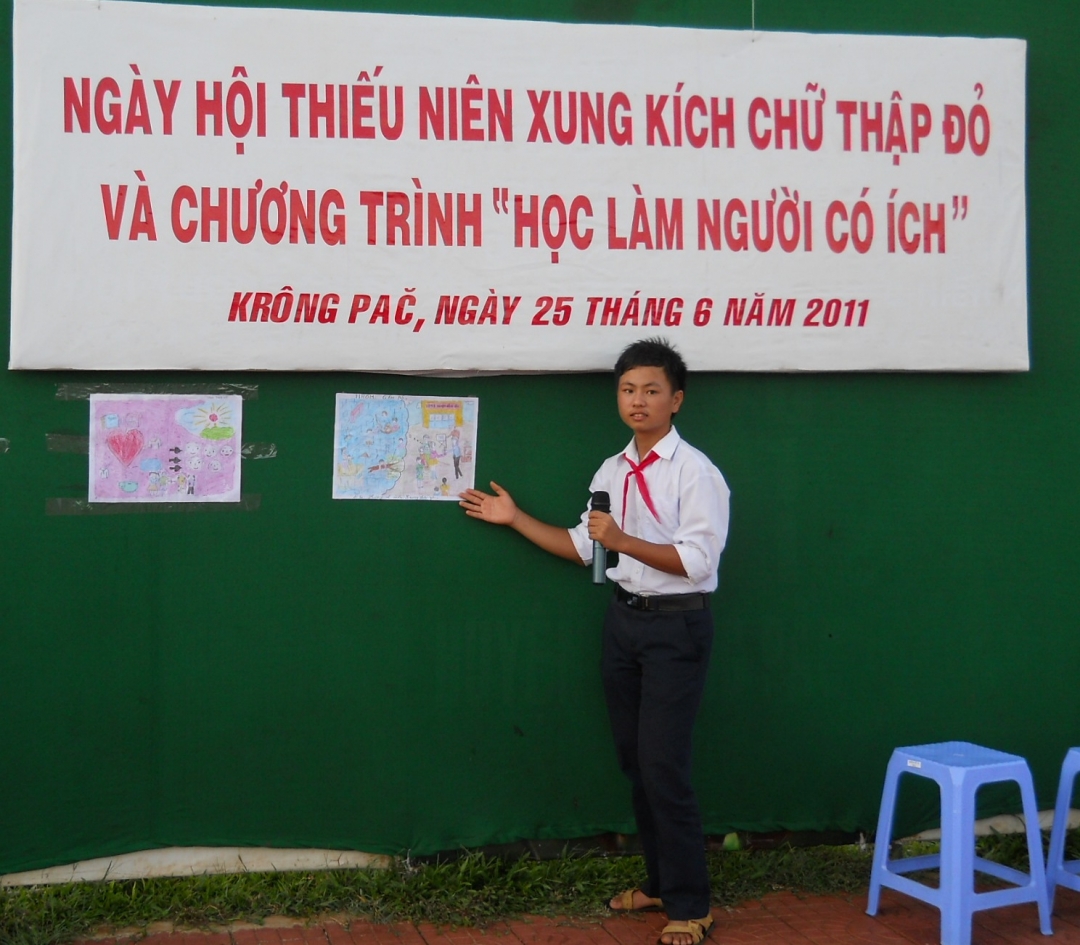 NGÀY HỘI THIẾU NIÊN XUNG KÍCH CHỮ THẬP ĐỎ
VÀ CHƯƠNG TRÌNH "HỌC LÀM NGƯỜI CÓ ÍCH"
KRÔNG PAČ, NGÀY 25 THÁNG 6 NĂM 2011